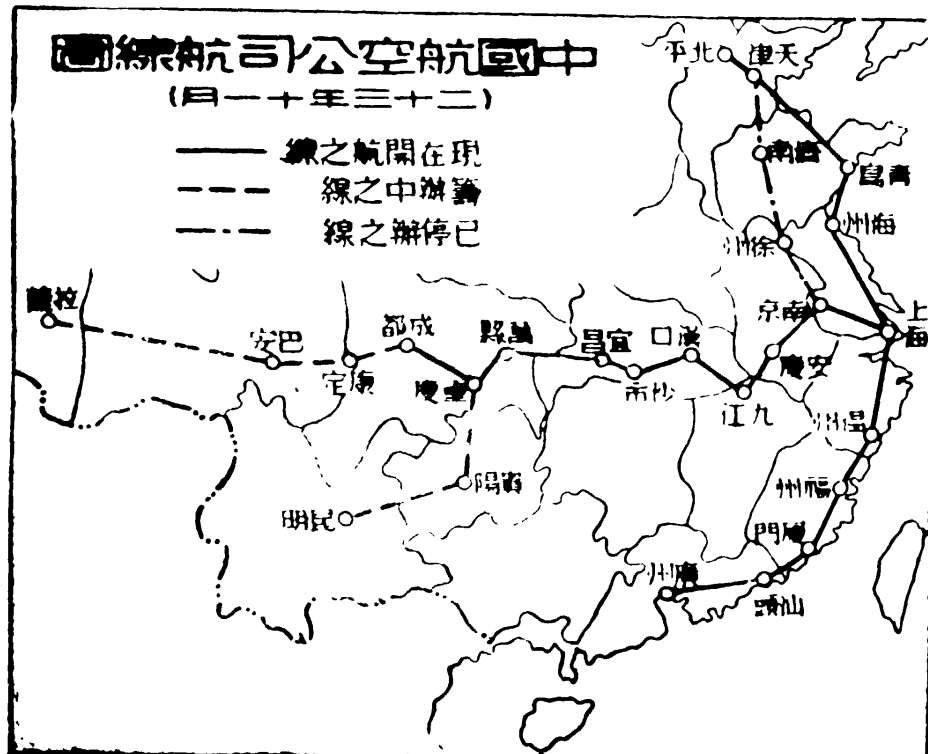 中國航空公司航線圖
(二十三年十一月)
現在開航之線
籌辦中之線
已停辦之線
北平
天津
濟南
青島
海州
徐州
南京
上海
拉薩
巴安
康定
成都
重慶
萬縣
宜昌
沙市
漢口
九江
安慶
溫州
福州
廈門
汕頭
廣州
貴陽
昆明